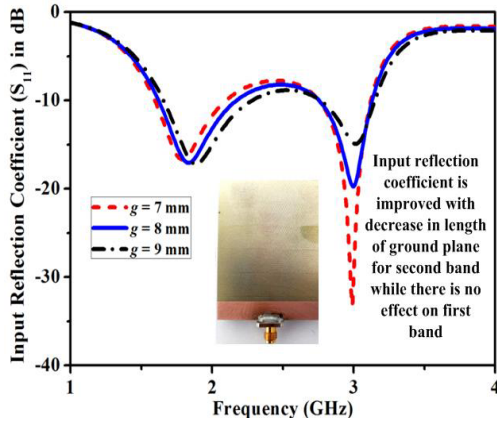 Input Reflection Coefficient (S11) in dB
0
-10
-20
-30
-40
g = 7 mm
g = 8 mm
g = 9 mm
Input reflection
coefficient is
improved with
decrease in length
of ground plane
for second band
while there is no
effect on first
band
1
2
3
4
Frequency (GHz)